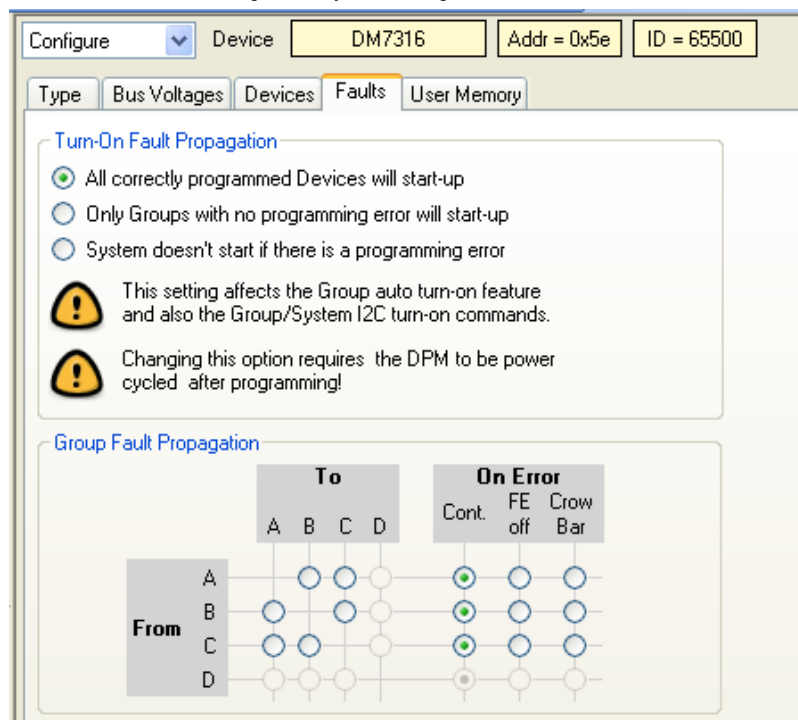 Configure Device DM7316 Addr = 0x5e ID = 65500
Type Bus Voltages Devices Faults User Memory
Turn-On Fault Propagation
All correctly programmed Devices will start-up
Only Groups with no programming error will start-up
System doesn't start if there is a programming error
This setting affects the Group auto turn-on feature
and also the Group/System I2C turn-on commands.
Changing this option requires the DPM to be power
cycled after programming!
Group Fault Propagation
To
A B C D
On Error
Cont. FE off Crow Bar
From
A
B
C
D